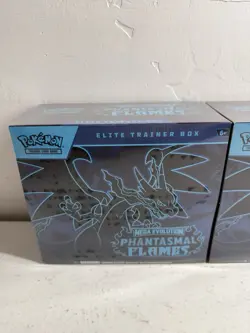 Pokémon
TRADING CARD GAME
ELITE TRAINER BOX
6+
MEGA EVOLUTION
PHANTASMAL
FLAMES